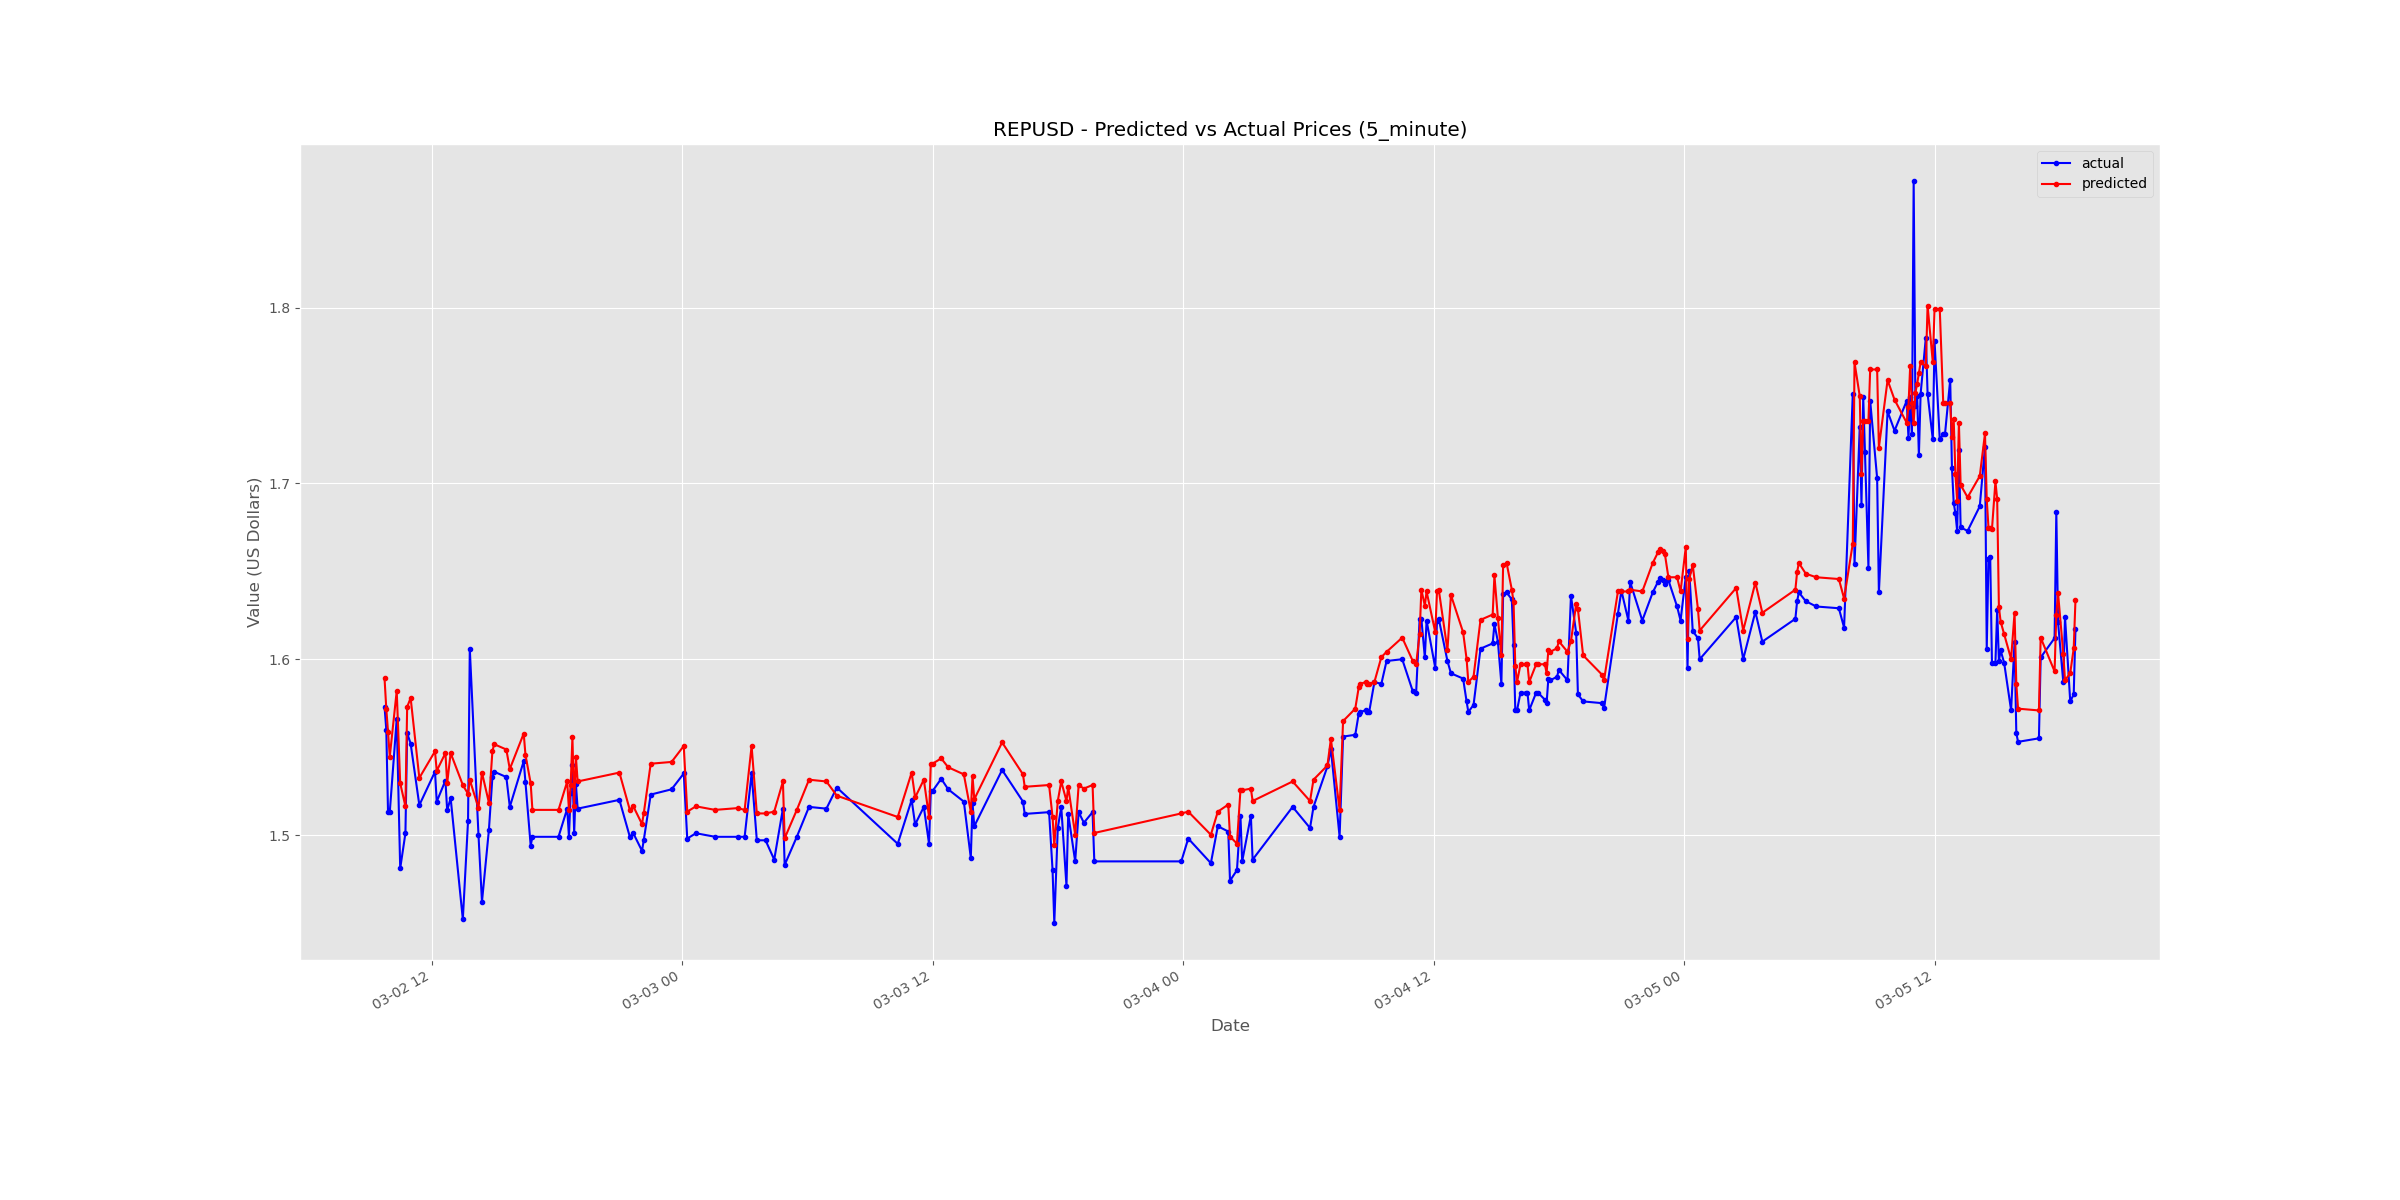 REPUSD - Predicted vs Actual Prices (5_minute)
actual
predicted
Value (US Dollars)
1.8
1.7
1.6
1.5
03-02 12
03-03 00
03-03 12
03-04 00
03-04 12
03-05 00
03-05 12
Date